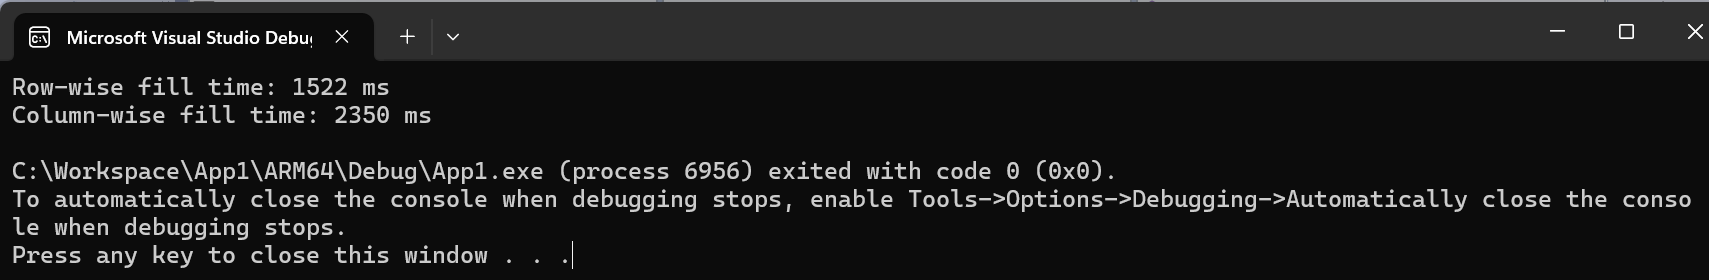 Microsoft Visual Studio Debu
Row-wise fill time: 1522 ms
Column-wise fill time: 2350 ms
C:\Workspace\App1\ARM64\Debug\App1.exe (process 6956) exited with code 0 (0x0).
To automatically close the console when debugging stops, enable Tools->Options->Debugging->Automatically close the conso
le when debugging stops.
Press any key to close this window . . .